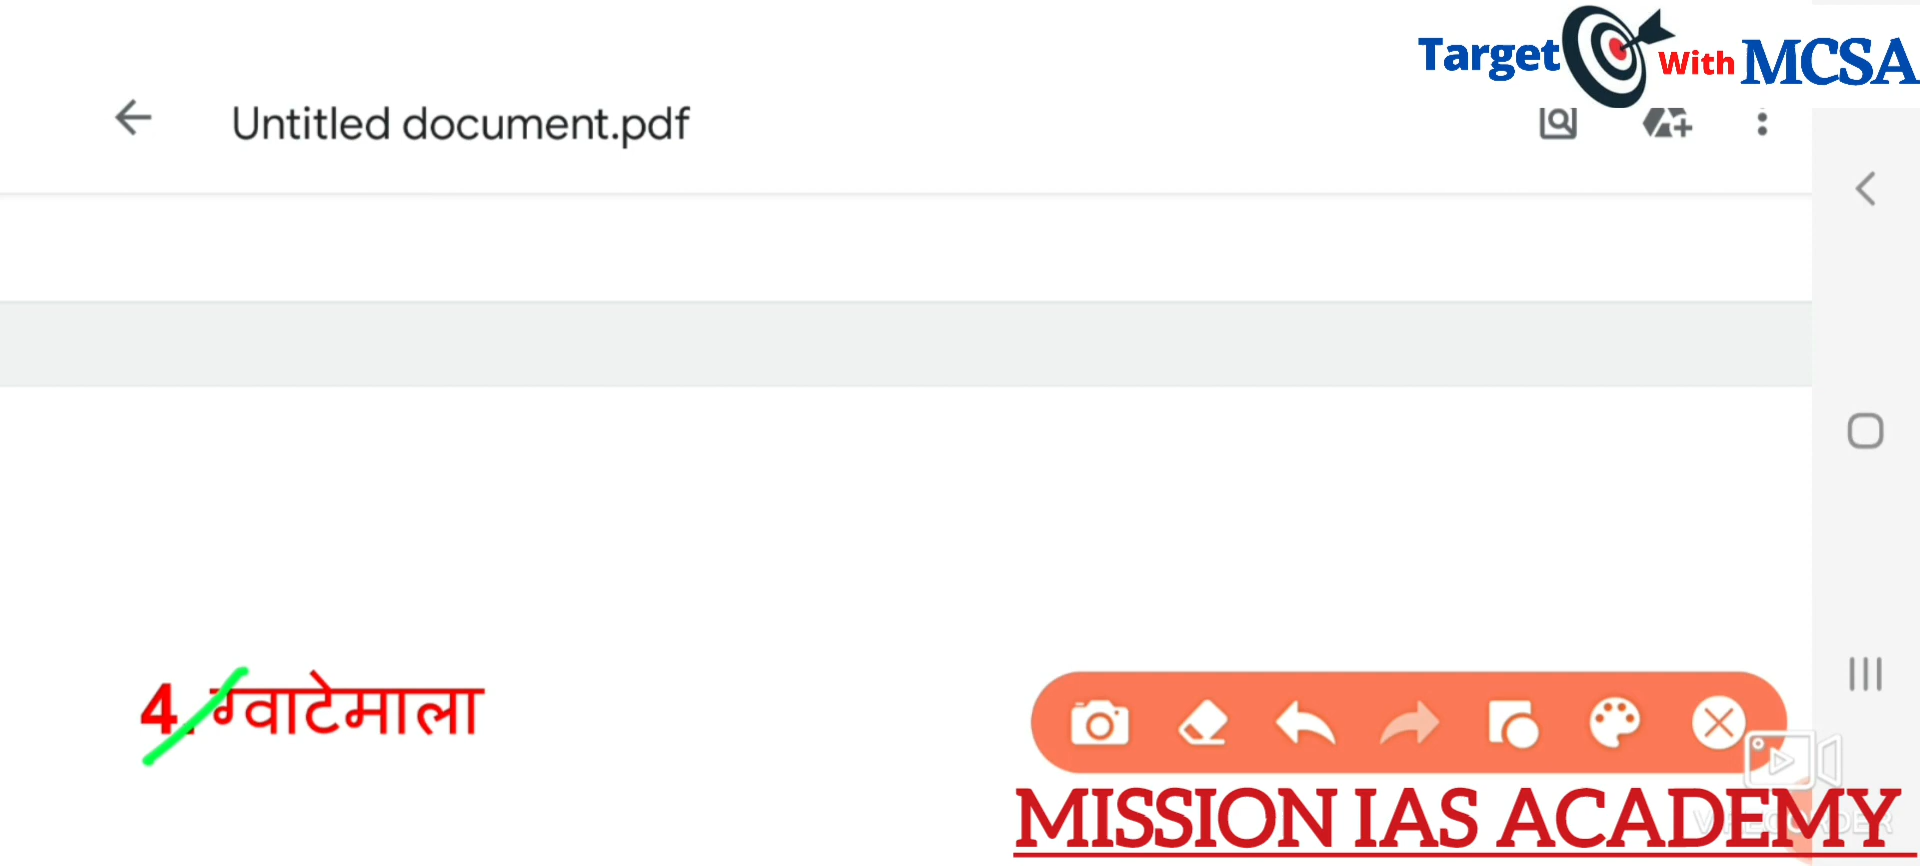 Target With MCSA
Untitled document.pdf
4. ग्वाटेमाला
MISSION IAS ACADEMY